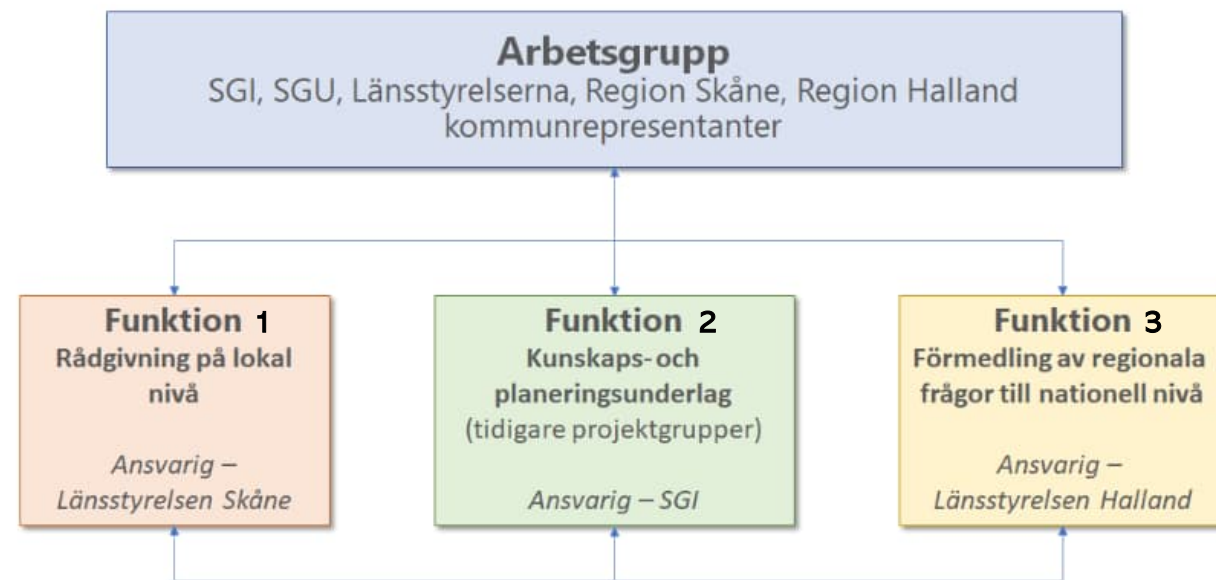 Arbetsgrupp
SGI, SGU, Länsstyrelserna, Region Skåne, Region Halland
kommunrepresentanter
Funktion 1
Rådgivning på lokal
nivå
Ansvarig –
Länsstyrelsen Skåne
Funktion 2
Kunskaps- och
planeringsunderlag
(tidigare projektgrupper)
Ansvarig – SGI
Funktion 3
Förmedling av regionala
frågor till nationell nivå
Ansvarig –
Länsstyrelsen Halland